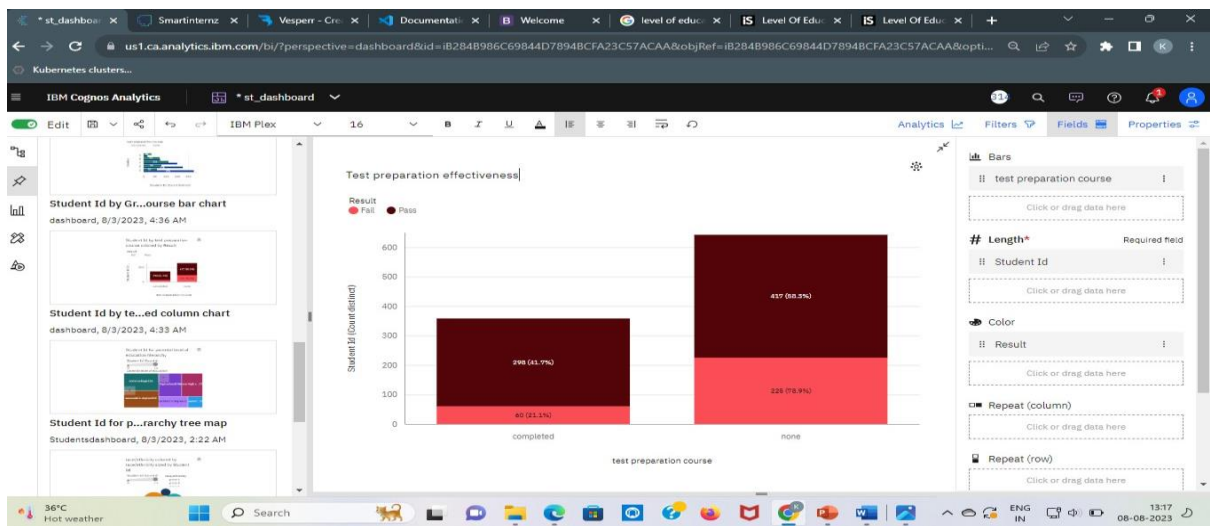 * st_dashboar
Smartinternz
Vesperr - Cre
Documentatio
Welcome
level of educa
Level Of Educ
Level Of Educ
us1.ca.analytics.ibm.com/bi/?perspective=dashboard&id=iB284B986C69844D7894BCFA23C57ACAA&objRef=iB284B986C69844D7894BCFA23C57ACAA&opti...
K
Kubernetes clusters...
IBM Cognos Analytics
* st_dashboard
Edit
IBM Plex
16
B I U A
Analytics
Filters
Fields
Properties
Student Id by Gr...ourse bar chart
dashboard, 8/3/2023, 4:36 AM
Student Id by te...ed column chart
dashboard, 8/3/2023, 4:33 AM
Student Id for p...rarchy tree map
Studentsdashboard, 8/3/2023, 2:22 AM
Test preparation effectiveness
Result
Fail
Pass
Student Id (Count distinct)
600
500
400
300
200
100
0
298 (41.7%)
60 (21.1%)
417 (58.3%)
225 (78.9%)
completed
none
test preparation course
Bars
test preparation course
Click or drag data here
# Length*
Required field
Student Id
Click or drag data here
Color
Result
Click or drag data here
Repeat (column)
Click or drag data here
Repeat (row)
Click or drag data here
36°C
Hot weather
Search
ENG
IN
13:17
08-08-2023